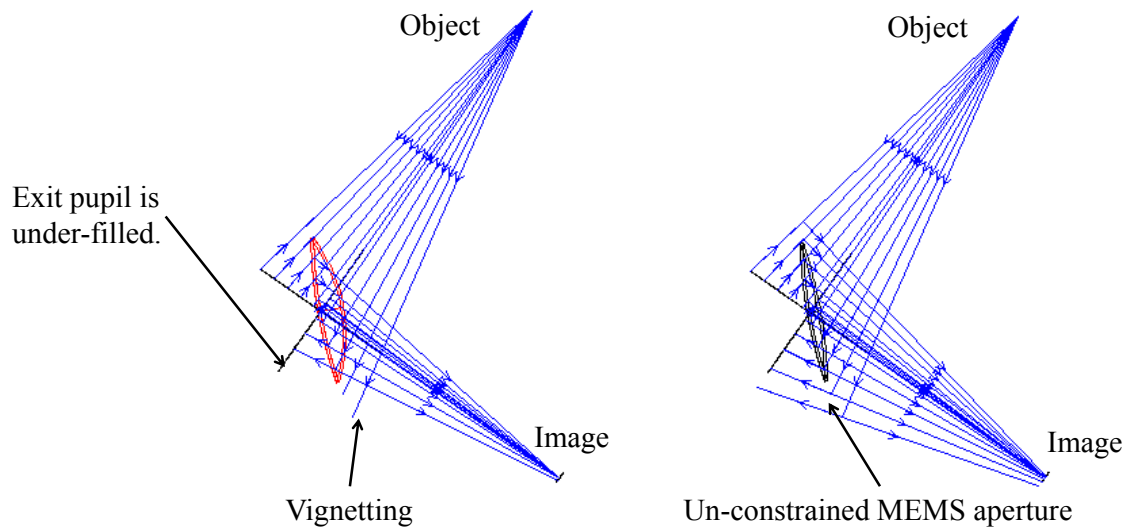 Object
Exit pupil is
under-filled.
Image
Vignetting
Object
Image
Un-constrained MEMS aperture